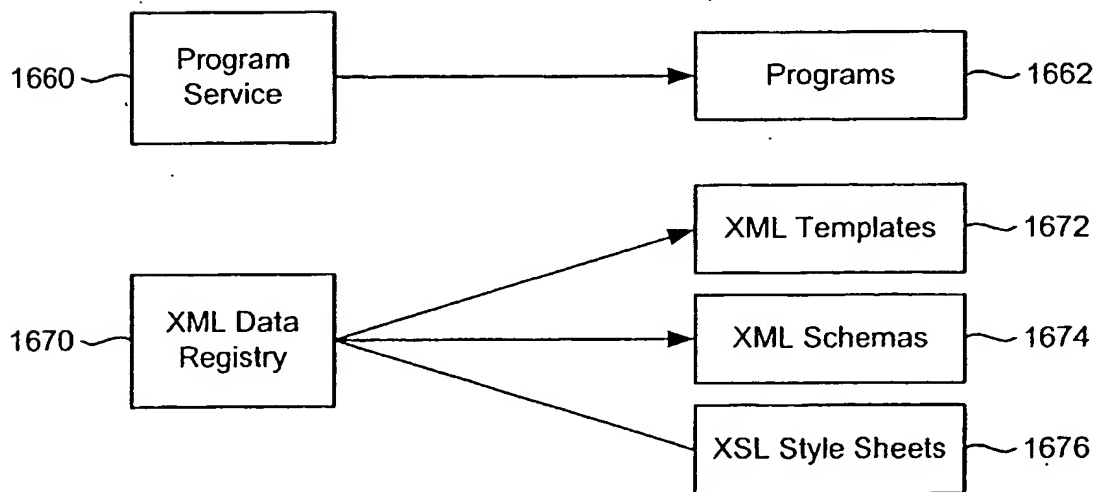 1660
Program
Service
Programs
1662
XML Templates
1672
1670
XML Data
Registry
XML Schemas
1674
XSL Style Sheets
1676